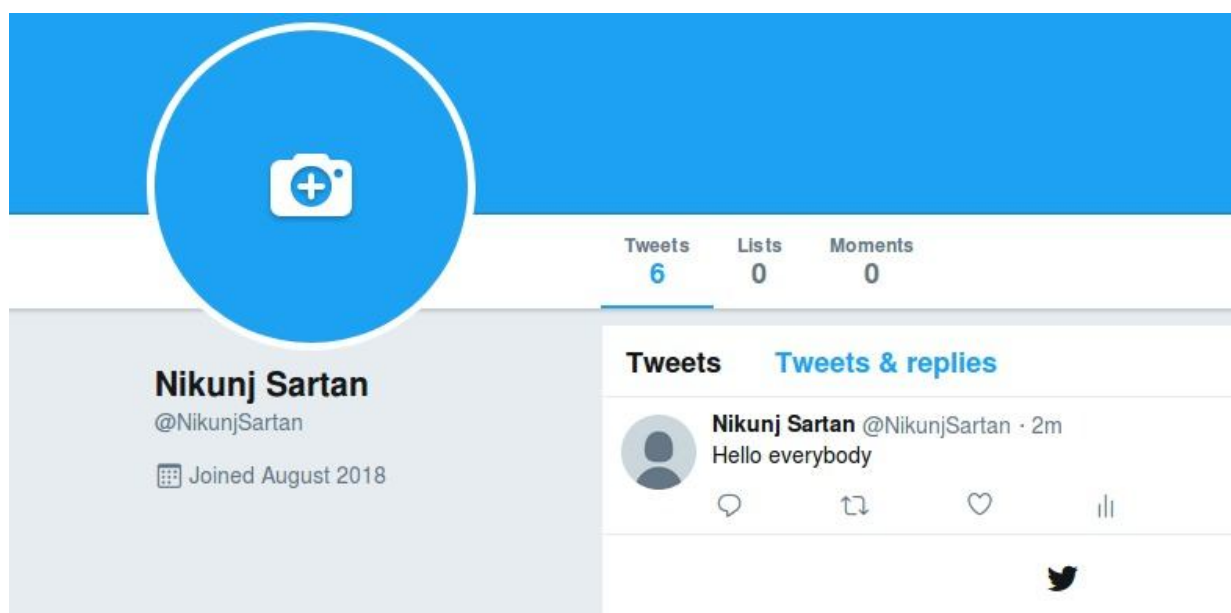 Tweets Lists Moments
6 0 0
Tweets Tweets & replies
Nikunj Sartan
@NikunjSartan
Joined August 2018
Nikunj Sartan @NikunjSartan · 2m
Hello everybody